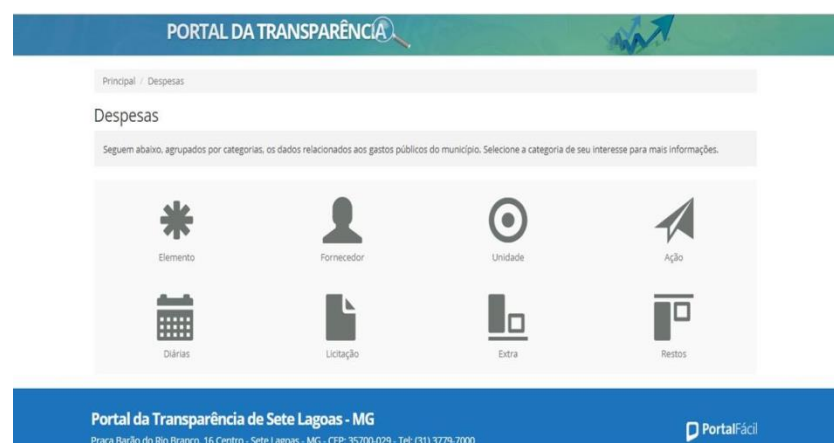 PORTAL DA TRANSPARÊNCIA
Principal / Despesas
Despesas
Seguem abaixo, agrupados por categorias, os dados relacionados aos gastos públicos do município. Selecione a categoria de seu interesse para mais informações.
Elemento Fornecedor Unidade Ação
Diárias Licitação Extra Restos
Portal da Transparência de Sete Lagoas - MG
Praça Barão do Rio Branco, 16 Centro - Sete Lagoas - MG - CEP: 35700-029 - Tel: (31) 3779-7000
PortalFácil